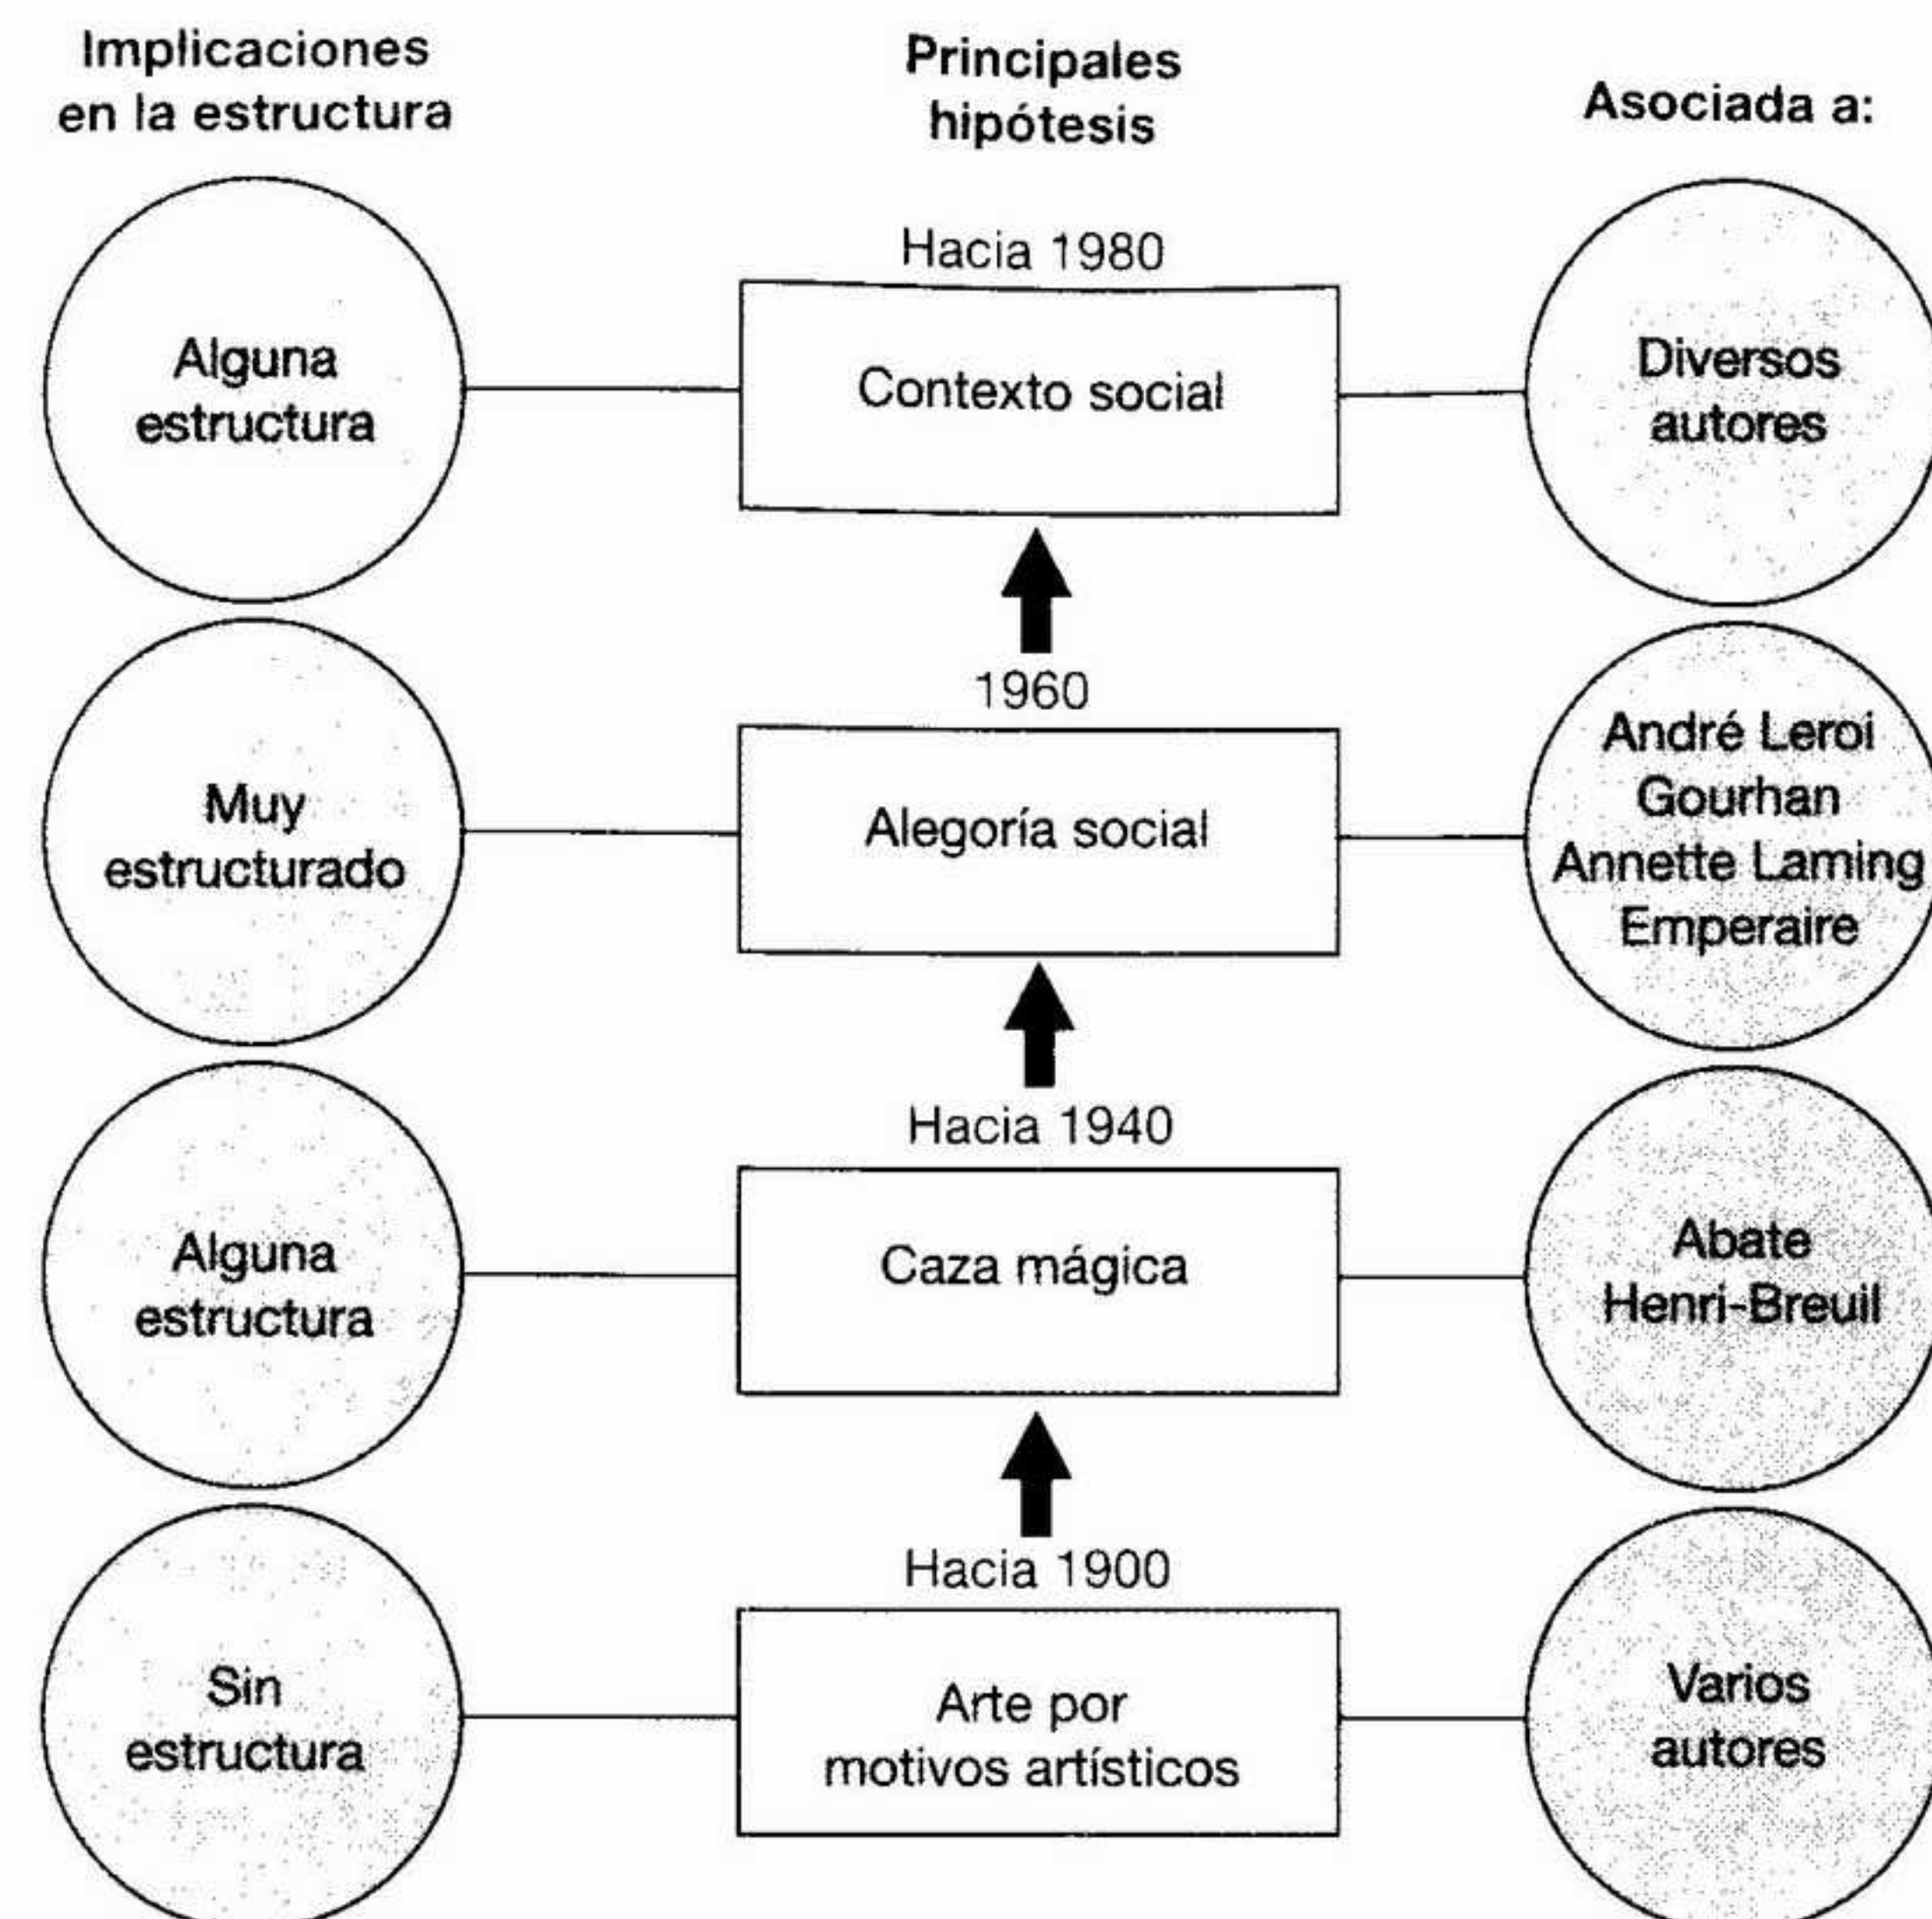 Implicaciones
en la estructura
Principales
hipótesis
Asociada a:
Alguna
estructura
Hacia 1980
Contexto social
Diversos
autores
Muy
estructurado
1960
Alegoría social
André Leroi
Gourhan
Annette Laming
Emperaire
Alguna
estructura
Hacia 1940
Caza mágica
Abate
Henri-Breuil
Sin
estructura
Hacia 1900
Arte por
motivos artísticos
Varios
autores